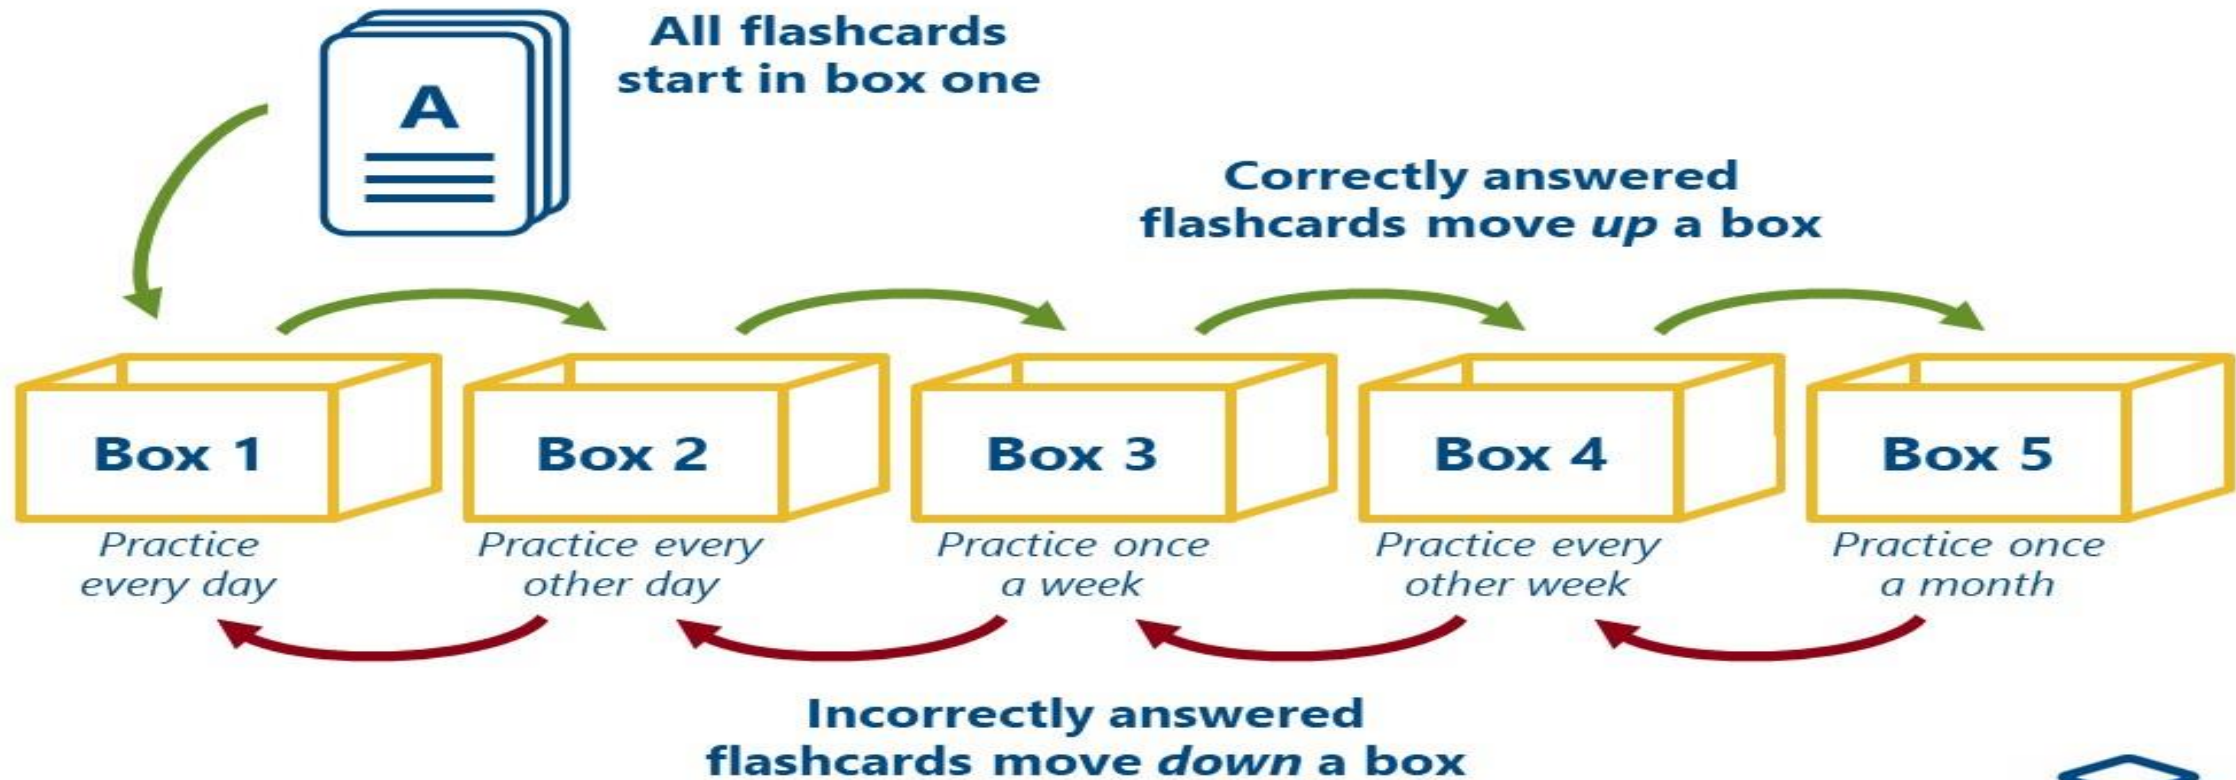 All flashcards
start in box one
A
Correctly answered
flashcards move up a box
Box 1
Box 2
Box 3
Box 4
Box 5
Practice
every day
Practice every
other day
Practice once
a week
Practice every
other week
Practice once
a month
Incorrectly answered
flashcards move down a box